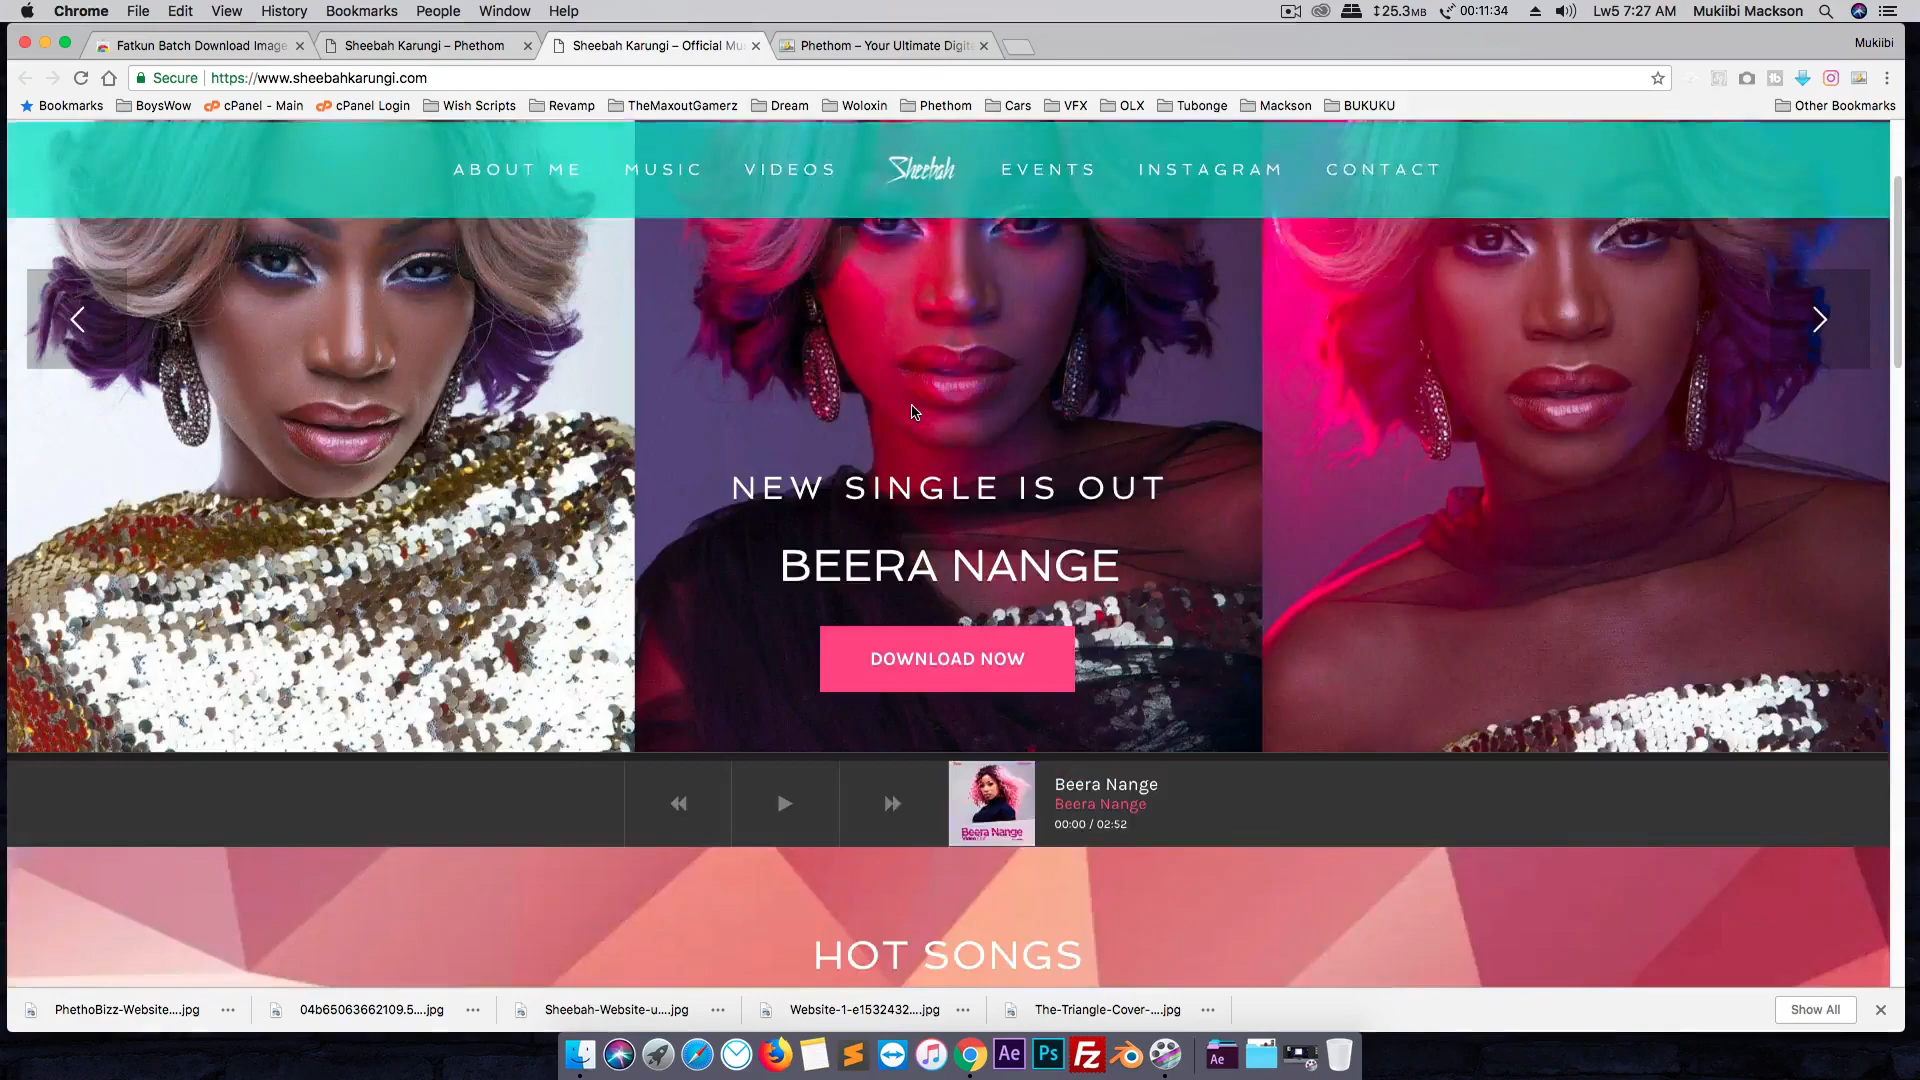 Chrome File Edit View History Bookmarks People Window Help
25.3MB 00:11:34 Lw5 7:27 AM Mukiibi Mackson
Fatkun Batch Download Image
Sheebah Karungi – Phethom
Sheebah Karungi – Official Mu
Phethom – Your Ultimate Digit
Mukiibi
Secure https://www.sheebahkarungi.com
Bookmarks BoysWow cPanel - Main cPanel Login Wish Scripts Revamp TheMaxoutGamerz Dream Woloxin Phethom Cars VFX OLX Tubonge Mackson BUKUKU Other Bookmarks
ABOUT ME MUSIC VIDEOS Sheebah EVENTS INSTAGRAM CONTACT
NEW SINGLE IS OUT
BEERA NANGE
DOWNLOAD NOW
Beera Nange
Beera Nange
00:00 / 02:52
Beera Nange
HOT SONGS
PhethoBizz-Website....jpg
04b65063662109.5....jpg
Sheebah-Website-u....jpg
Website-1-e1532432....jpg
The-Triangle-Cover-....jpg
Show All
Ae Ps Fz Ae